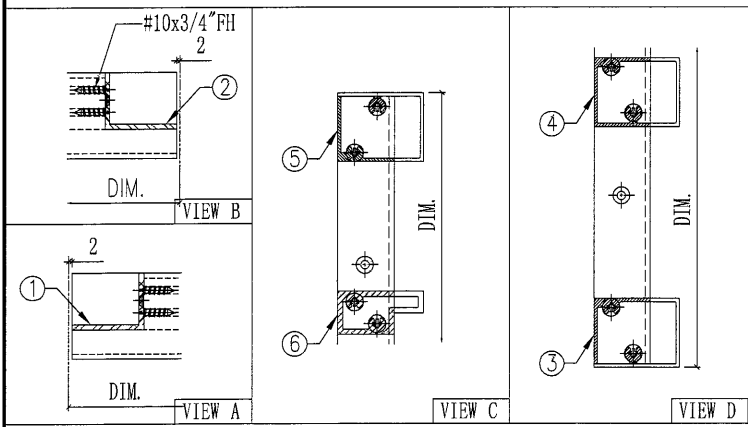 #10x3/4"FH
2
2
DIM.
VIEW B
2
1
DIM.
VIEW A
5
DIM.
6
VIEW C
4
DIM.
3
VIEW D